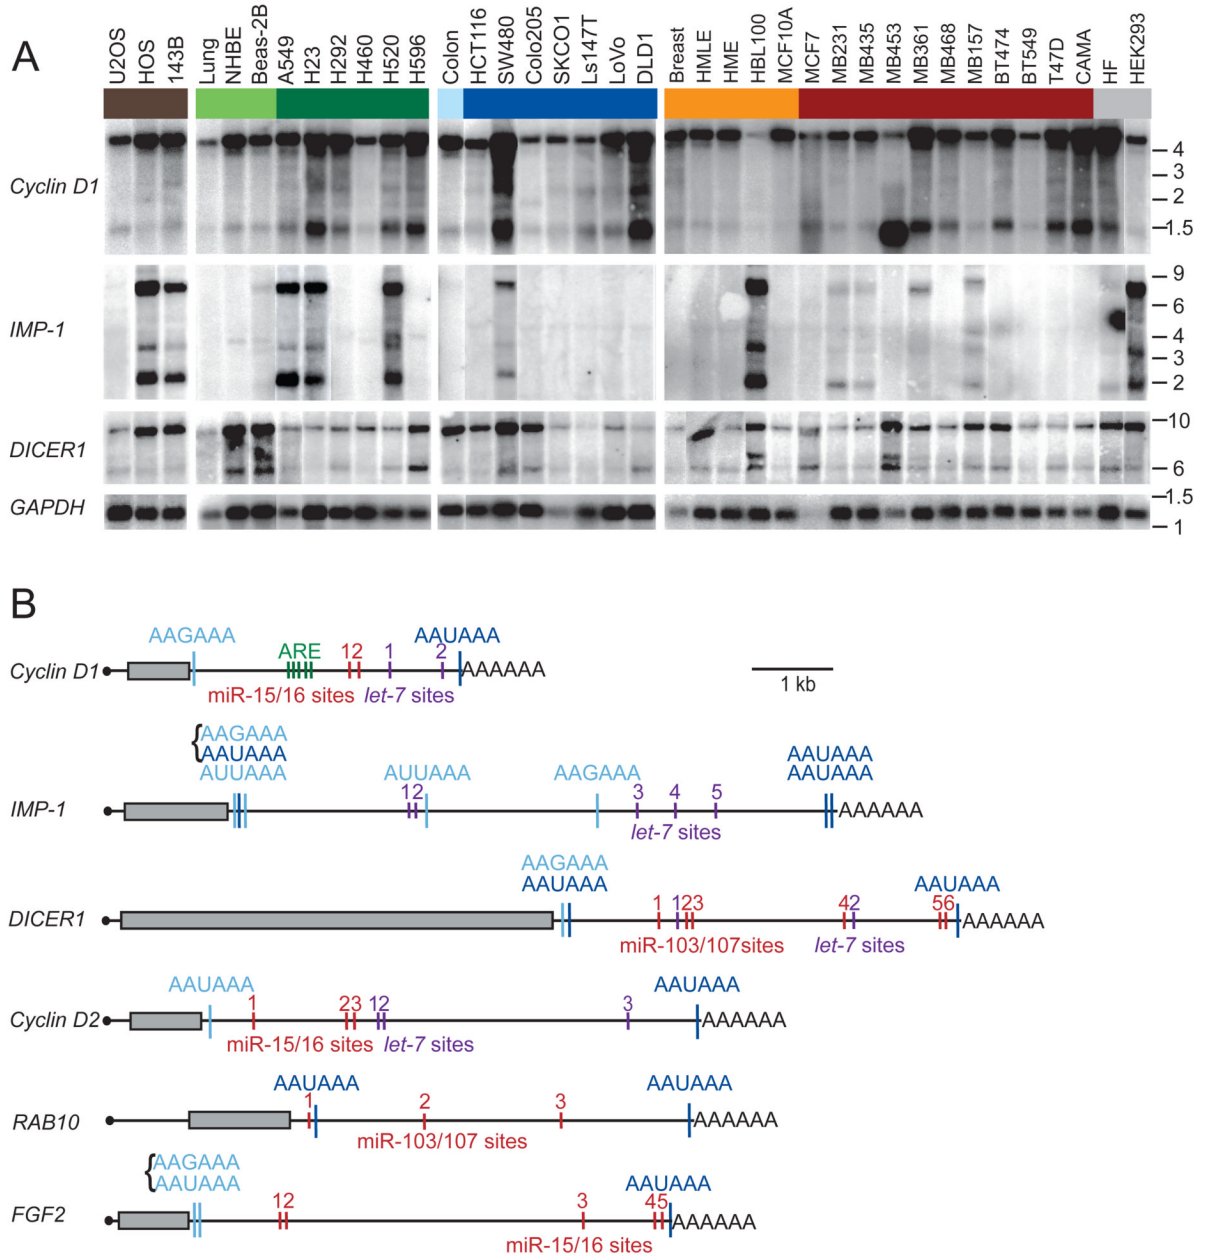 A
U2OS HOS 143B Lung NHBE Beas-2B A549 H23 H292 H460 H520 H596 Colon HCT116 SW480 Colo205 SKCO1 Ls147T LoVo DLD1 Breast HMLE HME HBL100 MCF10A MCF7 MB231 MB435 MB453 MB361 MB468 MB157 BT474 BT549 T47D CAMA HF HEK293
Cyclin D1
4
3
2
1.5
IMP-1
9
6
4
3
2
DICER1
10
6
GAPDH
1.5
1
B
AAGAAA AAUAAA
ARE 12 1 2
Cyclin D1 AAAAAA
miR-15/16 sites let-7 sites
1 kb
AAGAAA
AAUAAA AAUAAA
AUUAAA AUUAAA AAGAAA AAUAAA
12 3 4 5
IMP-1 AAAAAA
let-7 sites
AAGAAA
AAUAAA AAUAAA
1 123 42 56
DICER1 AAAAAA
miR-103/107sites let-7 sites
AAUAAA AAUAAA
1 23 12 3
Cyclin D2 AAAAAA
miR-15/16 sites let-7 sites
AAUAAA AAUAAA
1 2 3
RAB10 AAAAAA
miR-103/107 sites
AAGAAA
AAUAAA AAUAAA
12 3 45
FGF2 AAAAAA
miR-15/16 sites